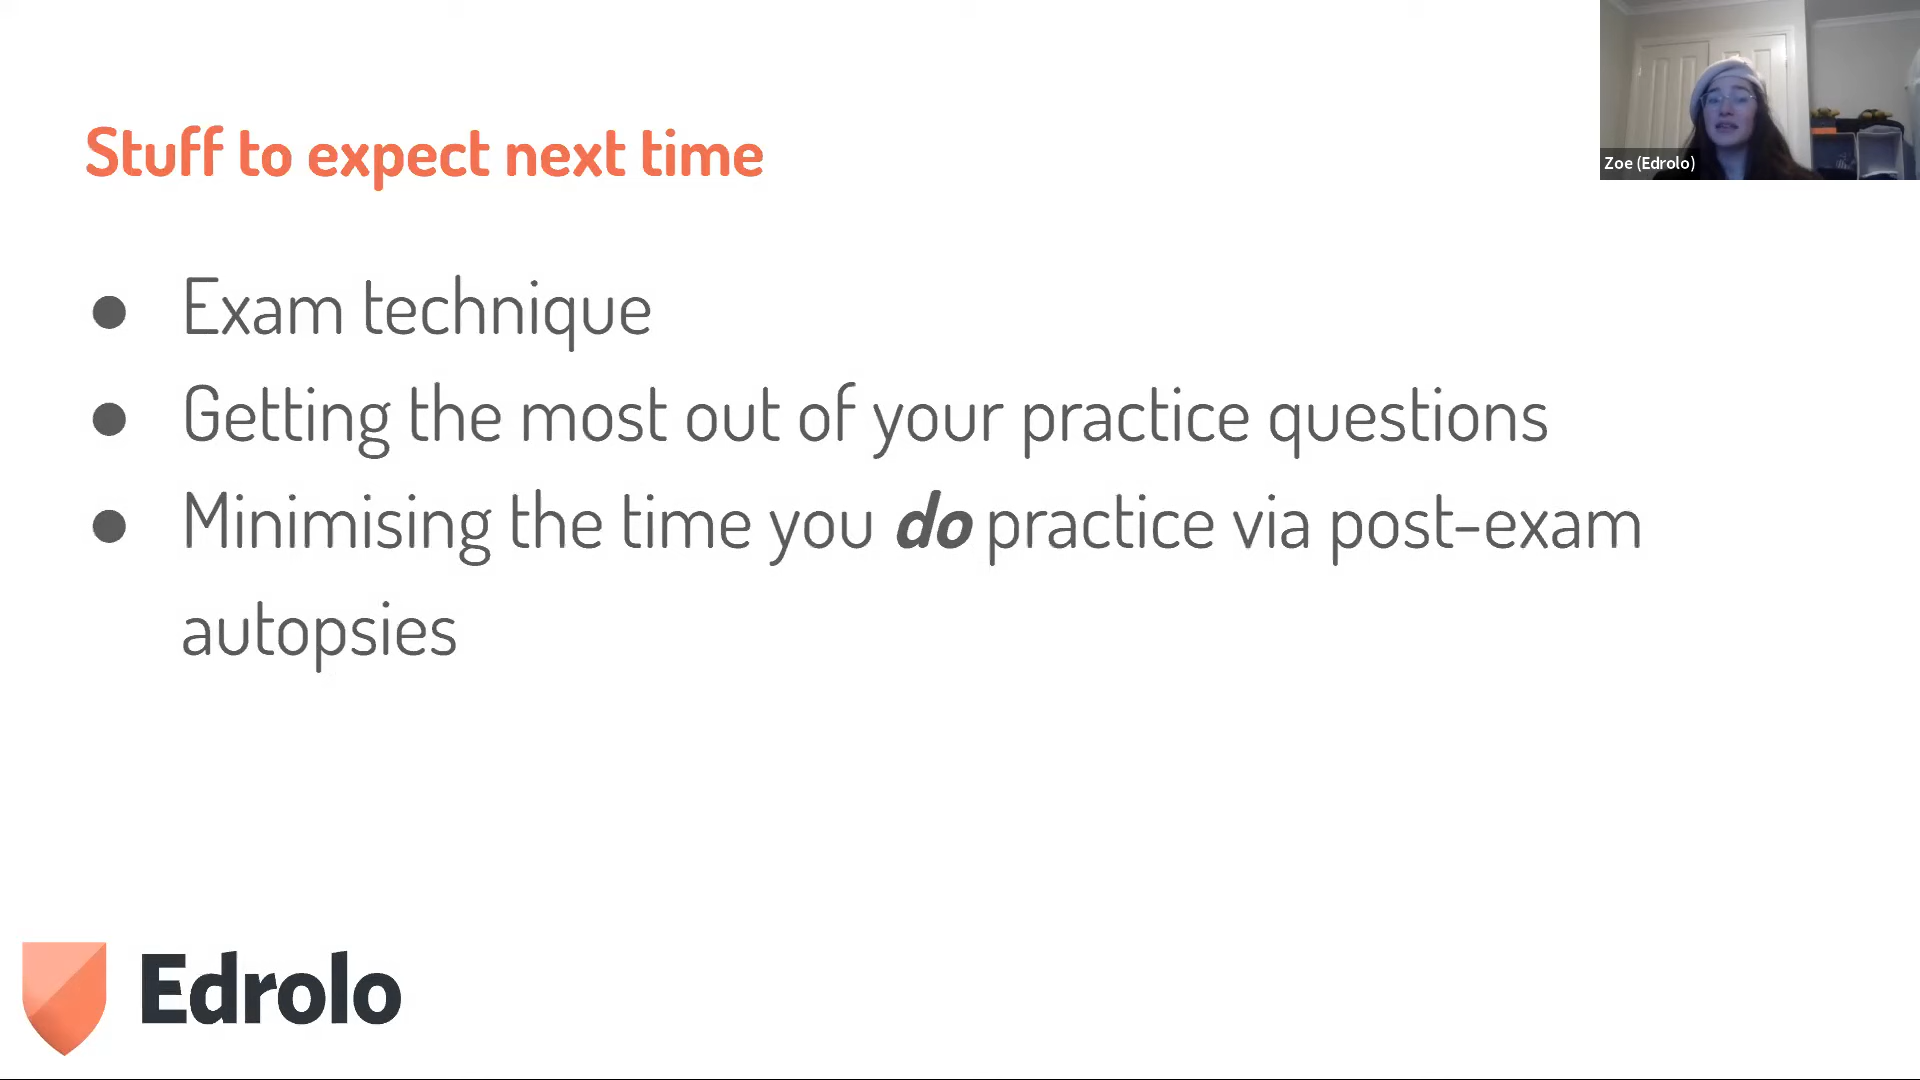 Zoe (Edrolo)
Stuff to expect next time
● Exam technique
● Getting the most out of your practice questions
● Minimising the time you do practice via post-exam
autopsies
Edrolo